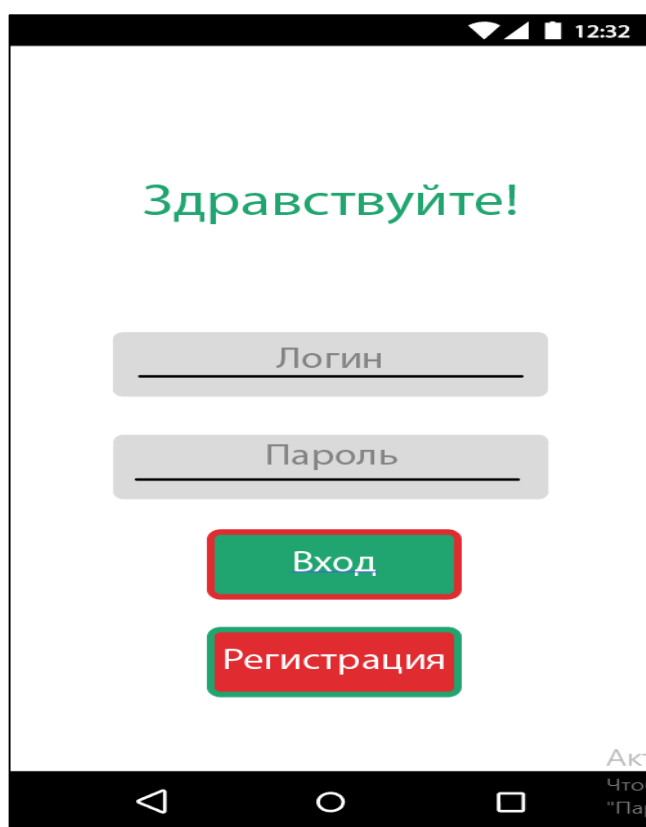 12:32
Здравствуйте!
Логин
Пароль
Вход
Регистрация